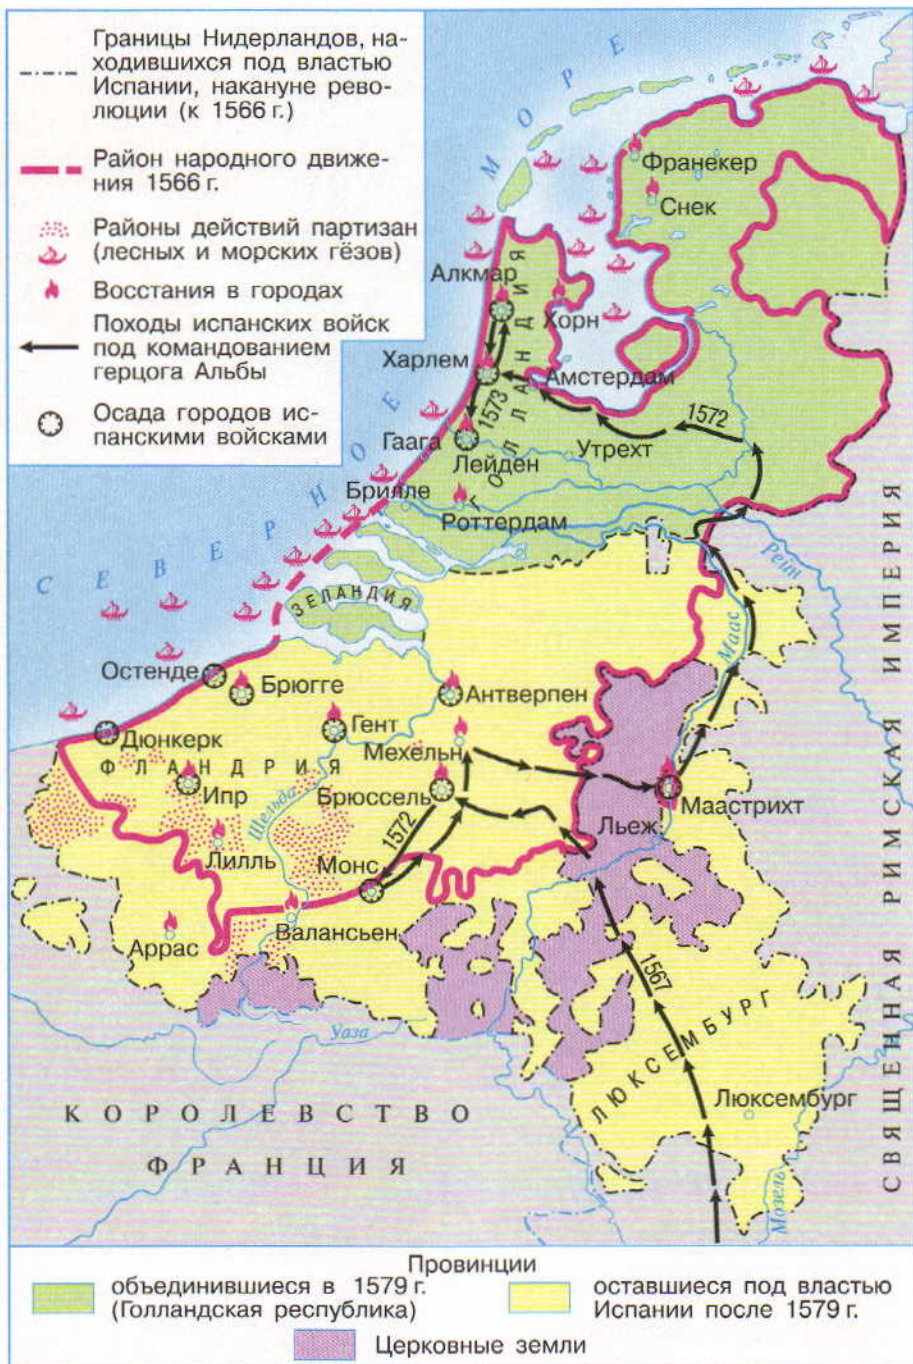 Границы Нидерландов, на-
ходившихся под властью
Испании, накануне рево-
люции (к 1566 г.)
Район народного движе-
ния 1566 г.
Районы действий партизан
(лесных и морских гёзов)
Восстания в городах
Походы испанских войск
под командованием
герцога Альбы
Осада городов ис-
панскими войсками
СЕВЕРНОЕ МОРЕ
Франекер
Снек
Алкмар
Хорн
Харлем
Амстердам
ГОЛЛАНДИЯ
1573
1572
Гаага
Лейден
Утрехт
Брилле
Роттердам
Рейн
ЗЕЛАНДИЯ
Маас
СВЯЩЕННАЯ РИМСКАЯ ИМПЕРИЯ
Остенде
Брюгге
Антверпен
Гент
Дюнкерк
Мехельн
ФЛАНДРИЯ
Ипр
Шельда
Брюссель
Маастрихт
Льеж
1572
Лилль
Монс
Аррас
Валансьен
1567
Уаза
ЛЮКСЕМБУРГ
Люксембург
КОРОЛЕВСТВО
ФРАНЦИЯ
Мозель
Провинции
объединившиеся в 1579 г.
(Голландская республика)
оставшиеся под властью
Испании после 1579 г.
Церковные земли